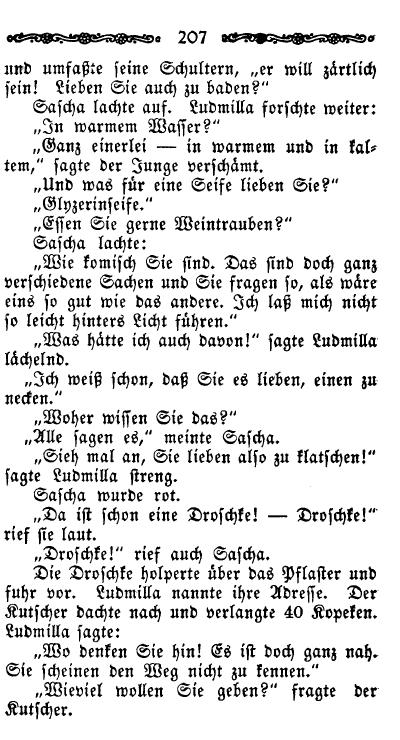 207
und umfaßte seine Schultern, „er will zärtlich
sein! Lieben Sie auch zu baden?“
Sascha lachte auf. Ludmilla forschte weiter:
„In warmem Wasser?“
„Ganz einerlei — in warmem und in kal-
tem,“ sagte der Junge verschämt.
„Und was für eine Seife lieben Sie?“
„Glyzerinseife.“
„Essen Sie gerne Weintrauben?“
Sascha lachte:
„Wie komisch Sie sind. Das sind doch ganz
verschiedene Sachen und Sie fragen so, als wäre
eins so gut wie das andere. Ich laß mich nicht
so leicht hinters Licht führen.“
„Was hätte ich auch davon!“ sagte Ludmilla
lächelnd.
„Ich weiß schon, daß Sie es lieben, einen zu
necken.“
„Woher wissen Sie das?“
„Alle sagen es,“ meinte Sascha.
„Sieh mal an, Sie lieben also zu klatschen!“
sagte Ludmilla streng.
Sascha wurde rot.
„Da ist schon eine Droschke! — Droschke!“
rief sie laut.
„Droschke!“ rief auch Sascha.
Die Droschke holperte über das Pflaster und
fuhr vor. Ludmilla nannte ihre Adresse. Der
Kutscher dachte nach und verlangte 40 Kopeken.
Ludmilla sagte:
„Wo denken Sie hin! Es ist doch ganz nah.
Sie scheinen den Weg nicht zu kennen.“
„Wieviel wollen Sie geben?“ fragte der
Kutscher.